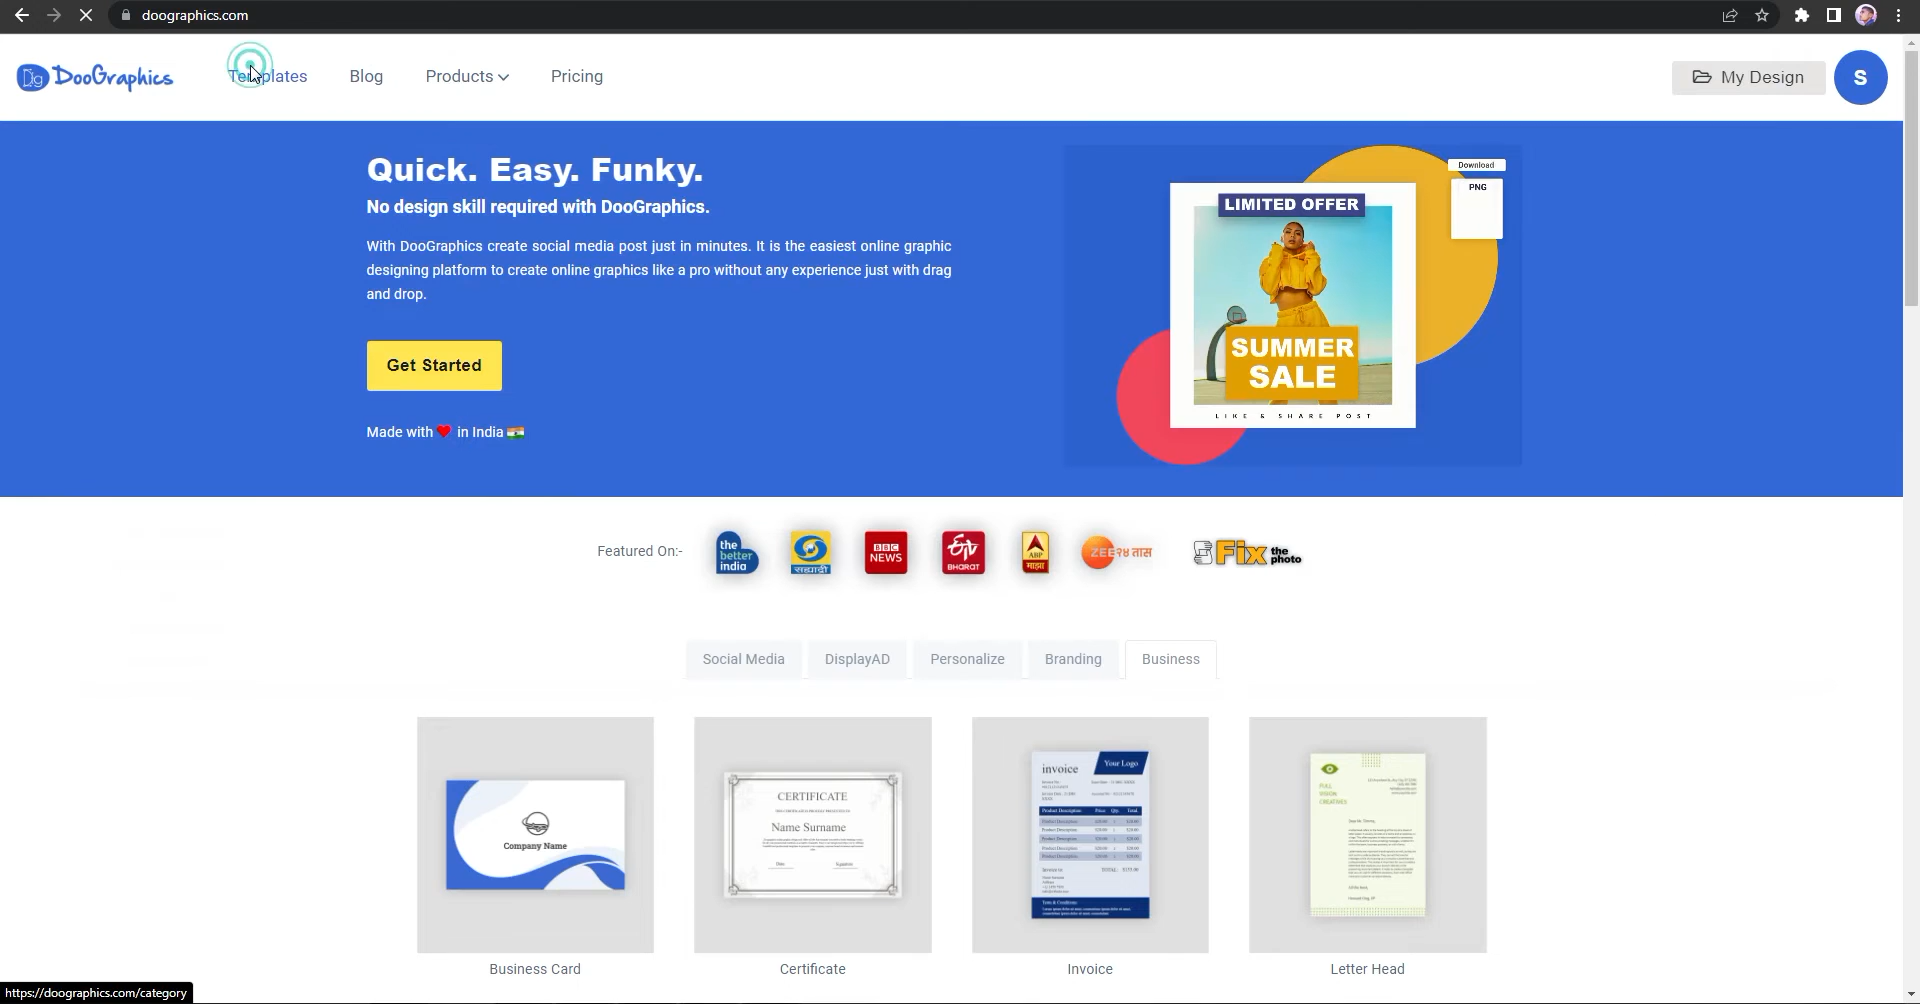 doographics.com
DooGraphics
Templates
Blog
Products
Pricing
My Design
S
Quick. Easy. Funky.
No design skill required with DooGraphics.
With DooGraphics create social media post just in minutes. It is the easiest online graphic
designing platform to create online graphics like a pro without any experience just with drag
and drop.
Get Started
Made with ❤️ in India 🇮🇳
Download
PNG
LIMITED OFFER
SUMMER
SALE
LIKE & SHARE POST
Featured On:-
the
better
india
सह्याद्री
BBC
NEWS
BHARAT
ABP
माझा
ZEE२४ तास
Fix the
photo
Social Media
DisplayAD
Personalize
Branding
Business
Company Name
CERTIFICATE
Name Surname
invoice
Your Logo
FULL
VISION
CREATIVES
Business Card
Certificate
Invoice
Letter Head
https://doographics.com/category